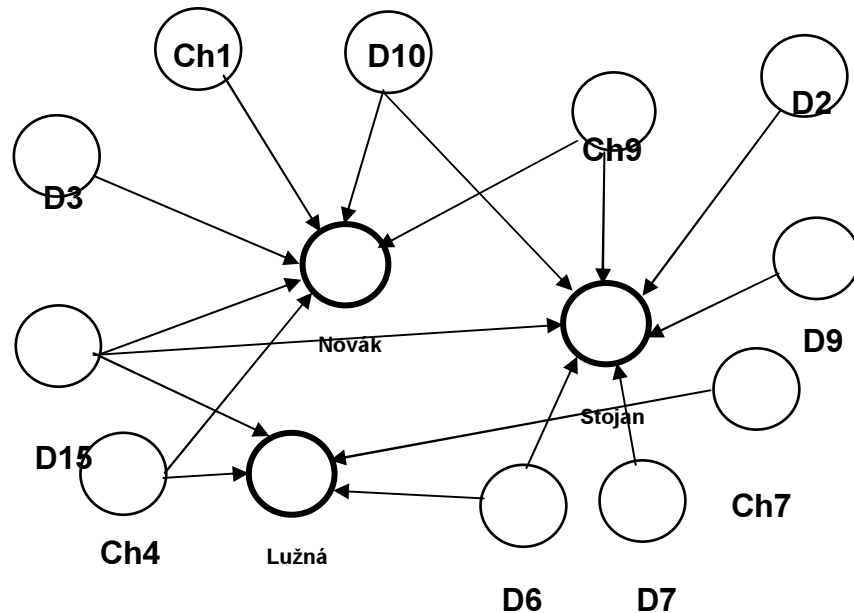 Ch1
D10
D2
Ch9
D3
Novák
D9
Stojan
D15
Ch7
Ch4
Lužná
D6
D7